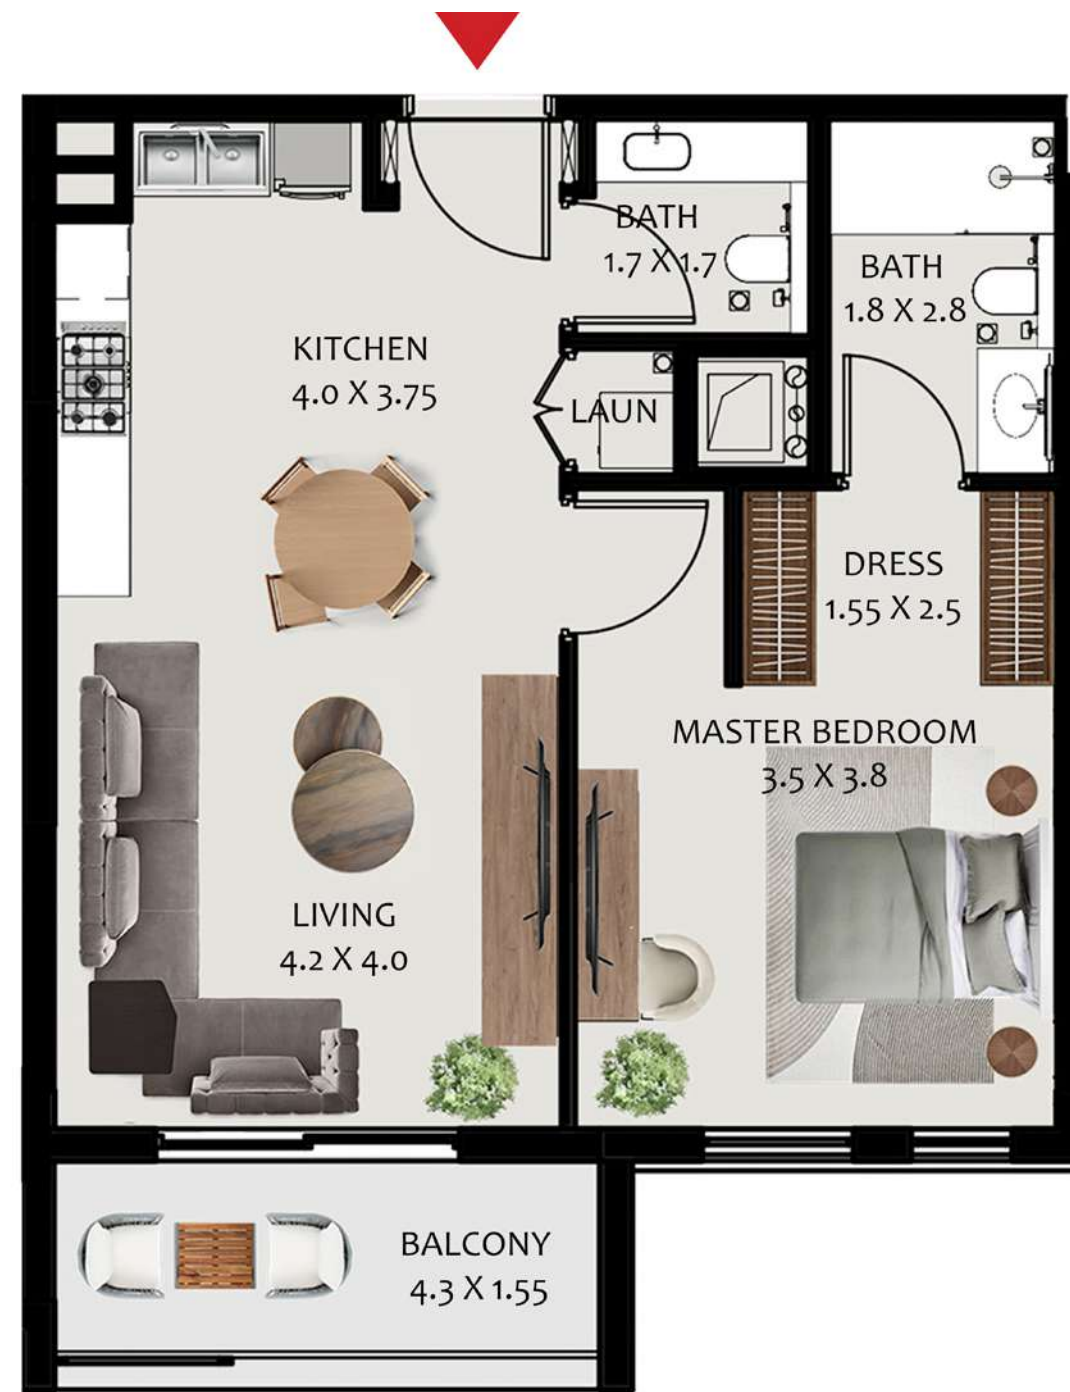 BATH
1.7 X 1.7
BATH
1.8 X 2.8
KITCHEN
4.0 X 3.75
LAUN
DRESS
1.55 X 2.5
MASTER BEDROOM
3.5 X 3.8
LIVING
4.2 X 4.0
BALCONY
4.3 X 1.55